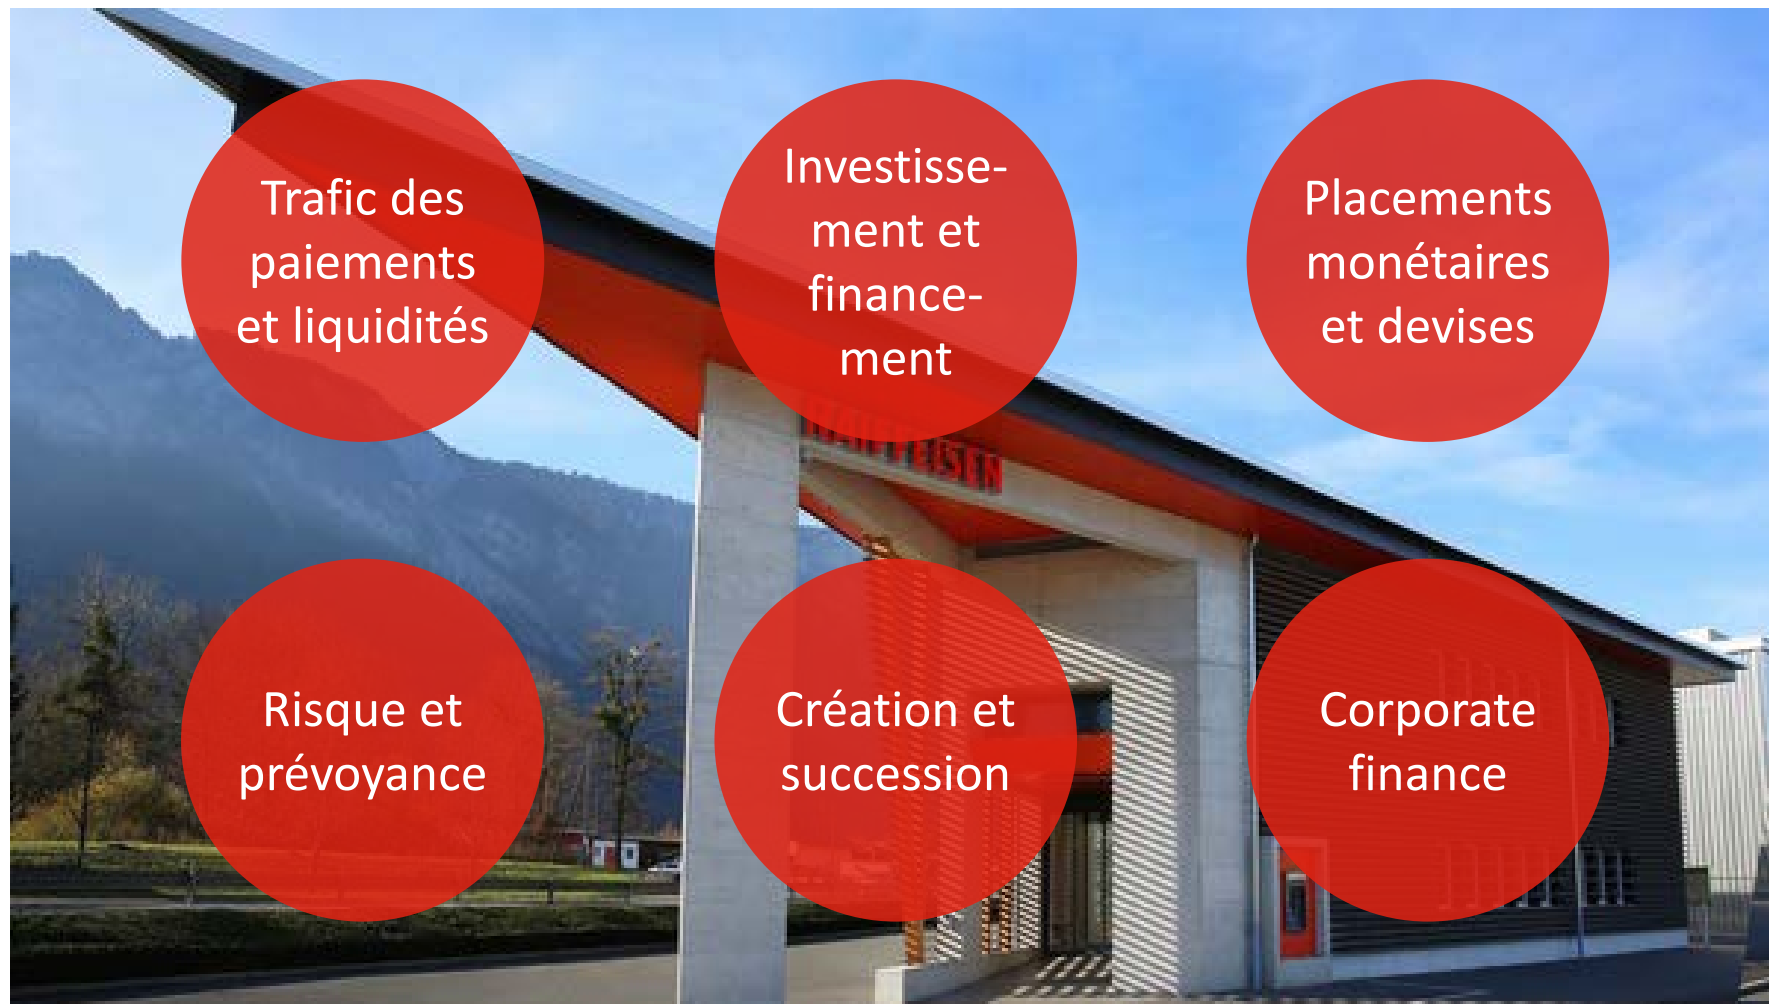 Trafic des
paiements
et liquidités
Investisse-
ment et
finance-
ment
Placements
monétaires
et devises
RAIFFEISEN
Risque et
prévoyance
Création et
succession
Corporate
finance